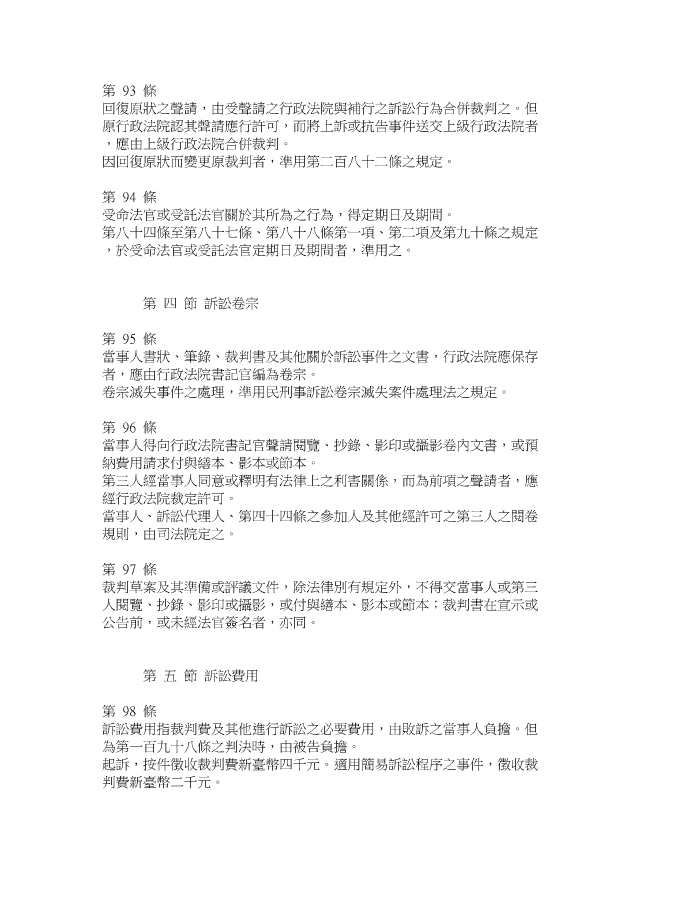 第 93 條
回復原狀之聲請，由受聲請之行政法院與補行之訴訟行為合併裁判之。但
原行政法院認其聲請應行許可，而將上訴或抗告事件送交上級行政法院者
，應由上級行政法院合併裁判。
因回復原狀而變更原裁判者，準用第二百八十二條之規定。
第 94 條
受命法官或受託法官關於其所為之行為，得定期日及期間。
第八十四條至第八十七條、第八十八條第一項、第二項及第九十條之規定
，於受命法官或受託法官定期日及期間者，準用之。
第 四 節 訴訟卷宗
第 95 條
當事人書狀、筆錄、裁判書及其他關於訴訟事件之文書，行政法院應保存
者，應由行政法院書記官編為卷宗。
卷宗滅失事件之處理，準用民刑事訴訟卷宗滅失案件處理法之規定。
第 96 條
當事人得向行政法院書記官聲請閱覽、抄錄、影印或攝影卷內文書，或預
納費用請求付與繕本、影本或節本。
第三人經當事人同意或釋明有法律上之利害關係，而為前項之聲請者，應
經行政法院裁定許可。
當事人、訴訟代理人、第四十四條之參加人及其他經許可之第三人之閱卷
規則，由司法院定之。
第 97 條
裁判草案及其準備或評議文件，除法律別有規定外，不得交當事人或第三
人閱覽、抄錄、影印或攝影，或付與繕本、影本或節本；裁判書在宣示或
公告前，或未經法官簽名者，亦同。
第 五 節 訴訟費用
第 98 條
訴訟費用指裁判費及其他進行訴訟之必要費用，由敗訴之當事人負擔。但
為第一百九十八條之判決時，由被告負擔。
起訴，按件徵收裁判費新臺幣四千元。適用簡易訴訟程序之事件，徵收裁
判費新臺幣二千元。